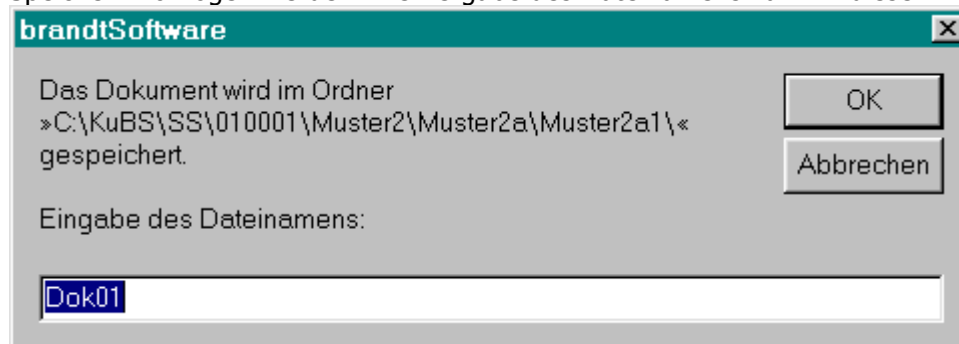 brandtSoftware
Das Dokument wird im Ordner
»C:\KuBS\SS\010001\Muster2\Muster2a\Muster2a1\«
gespeichert.
OK
Abbrechen
Eingabe des Dateinamens:
Dok01